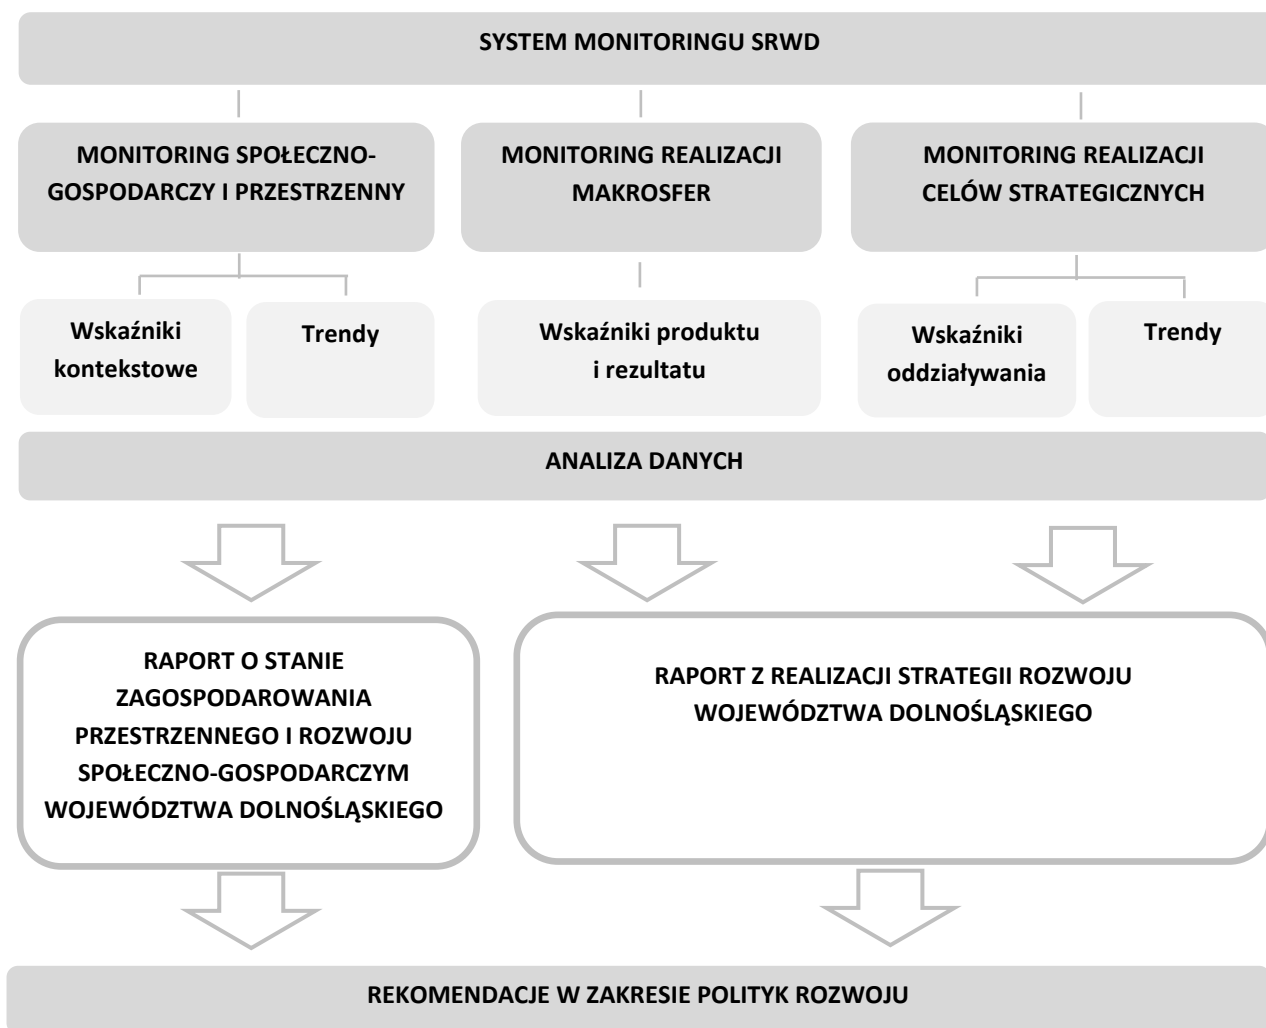 SYSTEM MONITORINGU SRWD
MONITORING SPOŁECZNO-
GOSPODARCZY I PRZESTRZENNY
MONITORING REALIZACJI
MAKROSFER
MONITORING REALIZACJI
CELÓW STRATEGICZNYCH
Wskaźniki
kontekstowe
Trendy
Wskaźniki produktu
i rezultatu
Wskaźniki
oddziaływania
Trendy
ANALIZA DANYCH
RAPORT O STANIE
ZAGOSPODAROWANIA
PRZESTRZENNEGO I ROZWOJU
SPOŁECZNO-GOSPODARCZYM
WOJEWÓDZTWA DOLNOŚLĄSKIEGO
RAPORT Z REALIZACJI STRATEGII ROZWOJU
WOJEWÓDZTWA DOLNOŚLĄSKIEGO
REKOMENDACJE W ZAKRESIE POLITYK ROZWOJU